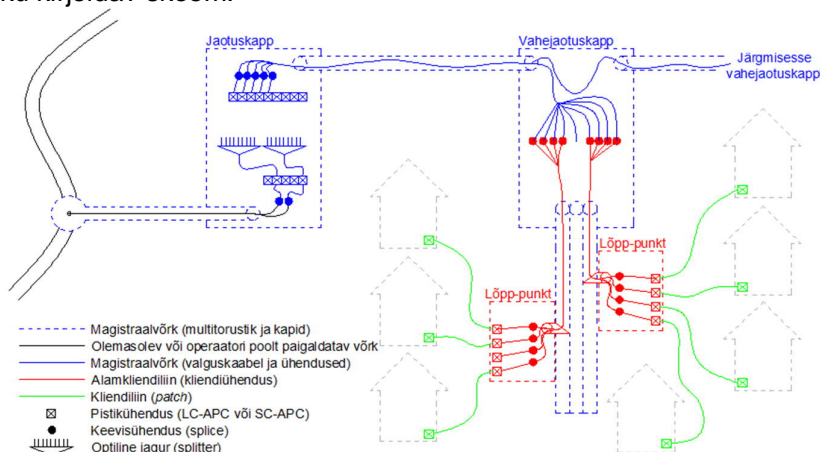 Jaotuskapp
Vahejaotuskapp
Järgmisesse
vahejaotuskapp
Lõpp-punkt
Lõpp-punkt
Magistraalvõrk (multitorustik ja kapid)
Olemasolev või operaatori poolt paigaldatav võrk
Magistraalvõrk (valguskaabel ja ühendused)
Alamkliendiliin (kliendiühendus)
Kliendiliin (patch)
Pistikühendus (LC-APC või SC-APC)
Keevisühendus (splice)
Optiline jagur (splitter)